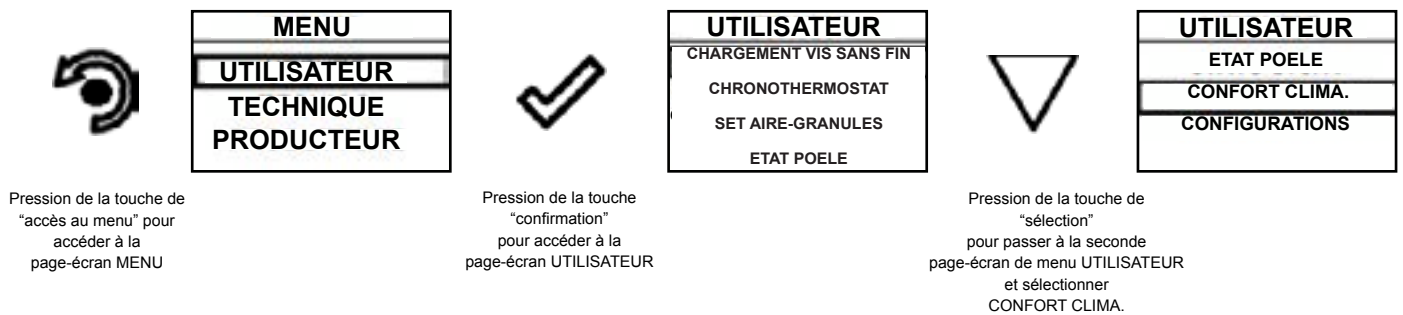 MENU
UTILISATEUR
TECHNIQUE
PRODUCTEUR
UTILISATEUR
CHARGEMENT VIS SANS FIN
CHRONOTHERMOSTAT
SET AIRE-GRANULES
ETAT POELE
UTILISATEUR
ETAT POELE
CONFORT CLIMA.
CONFIGURATIONS
Pression de la touche de
“accès au menu” pour
accéder à la
page-écran MENU
Pression de la touche
“confirmation”
pour accéder à la
page-écran UTILISATEUR
Pression de la touche de
“sélection”
pour passer à la seconde
page-écran de menu UTILISATEUR
et sélectionner
CONFORT CLIMA.